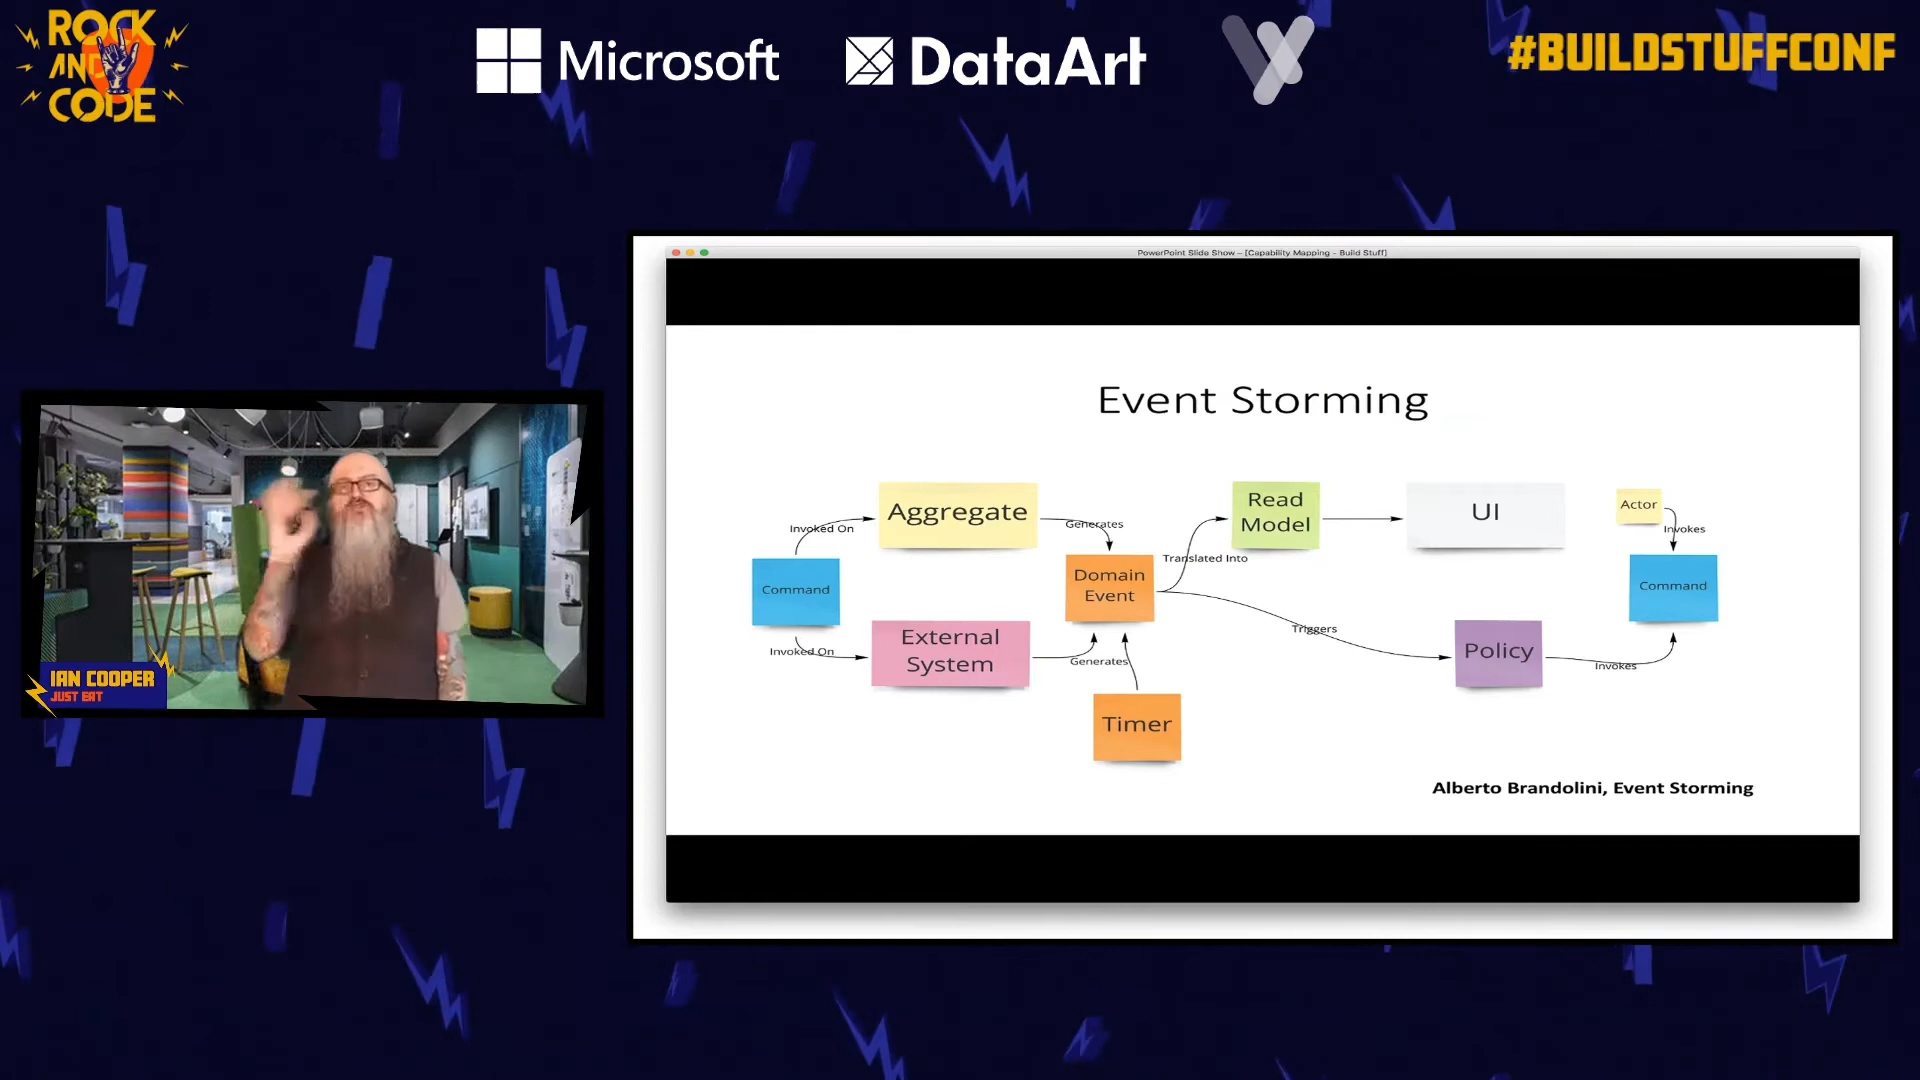 ROCK
AND
CODE
Microsoft
DataArt
#BUILDSTUFFCONF
PowerPoint Slide Show – [Capability Mapping - Build Stuff]
Event Storming
Aggregate
Read
Model
UI
Actor
Invoked On
Generates
Invokes
Translated Into
Command
Domain
Event
Command
External
System
Triggers
Policy
Invoked On
Generates
Invokes
Timer
Alberto Brandolini, Event Storming
IAN COOPER
JUST EAT